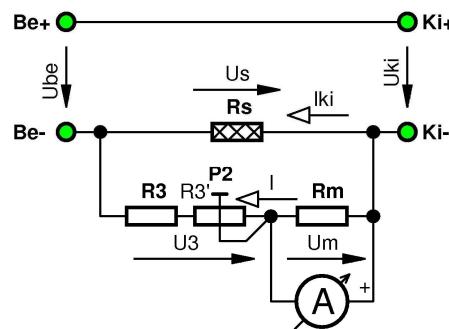 Be+ Ki+
Ube Us Uki
Iki
Rs
Be- Ki-
P2 I
R3 R3' Rm
U3 Um
+
A